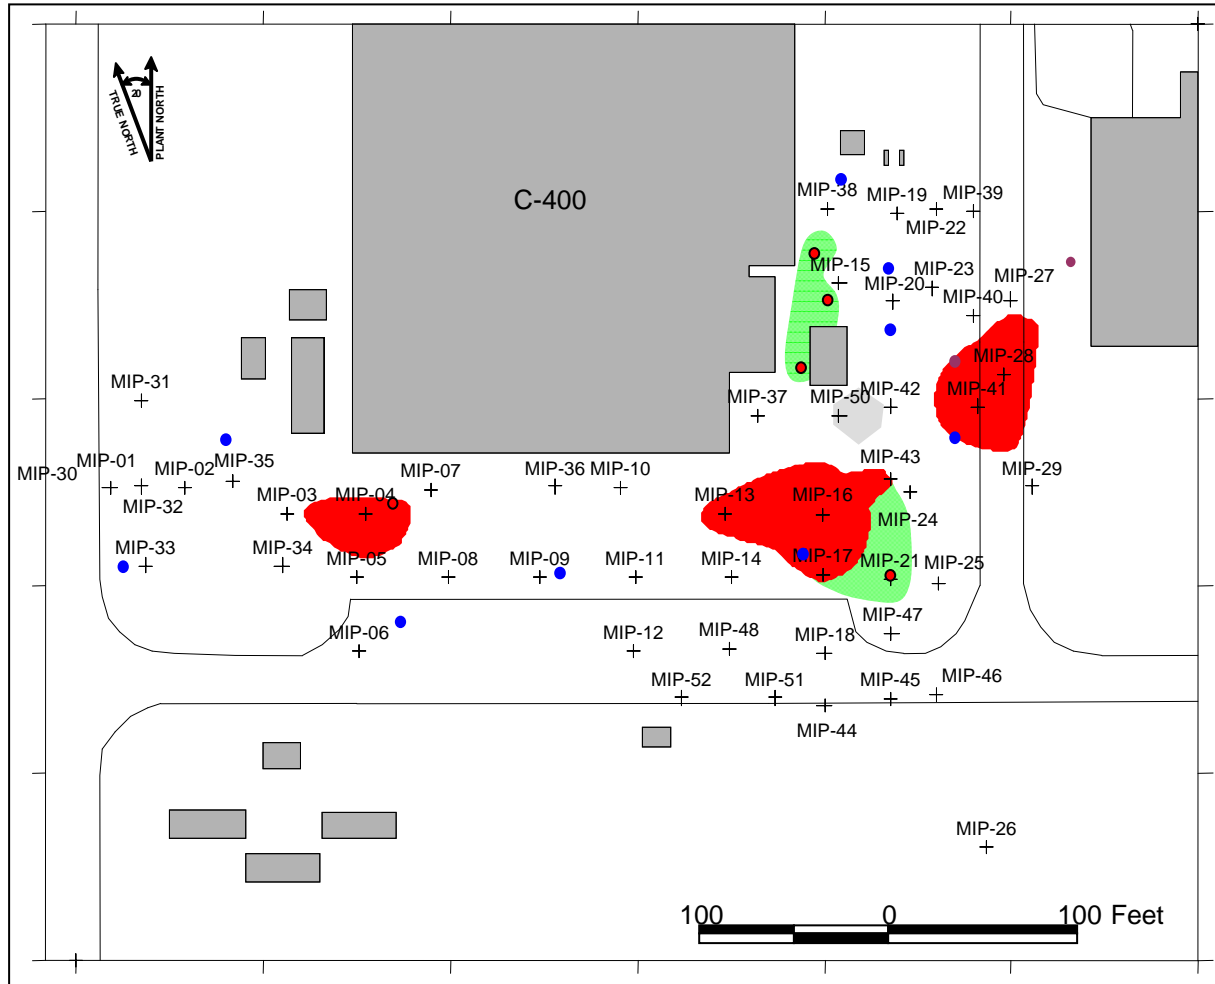 20
TRUE NORTH
PLANT NORTH
C-400
MIP-38
MIP-19
MIP-39
MIP-22
MIP-15
MIP-20
MIP-23
MIP-27
MIP-40
MIP-28
MIP-31
MIP-37
MIP-50
MIP-42
MIP-41
MIP-30
MIP-01
MIP-02
MIP-35
MIP-07
MIP-36
MIP-10
MIP-43
MIP-29
MIP-32
MIP-03
MIP-04
MIP-13
MIP-16
MIP-24
MIP-33
MIP-34
MIP-05
MIP-08
MIP-09
MIP-11
MIP-14
MIP-17
MIP-21
MIP-25
MIP-06
MIP-12
MIP-48
MIP-18
MIP-47
MIP-52
MIP-51
MIP-45
MIP-46
MIP-44
MIP-26
100 0 100 Feet